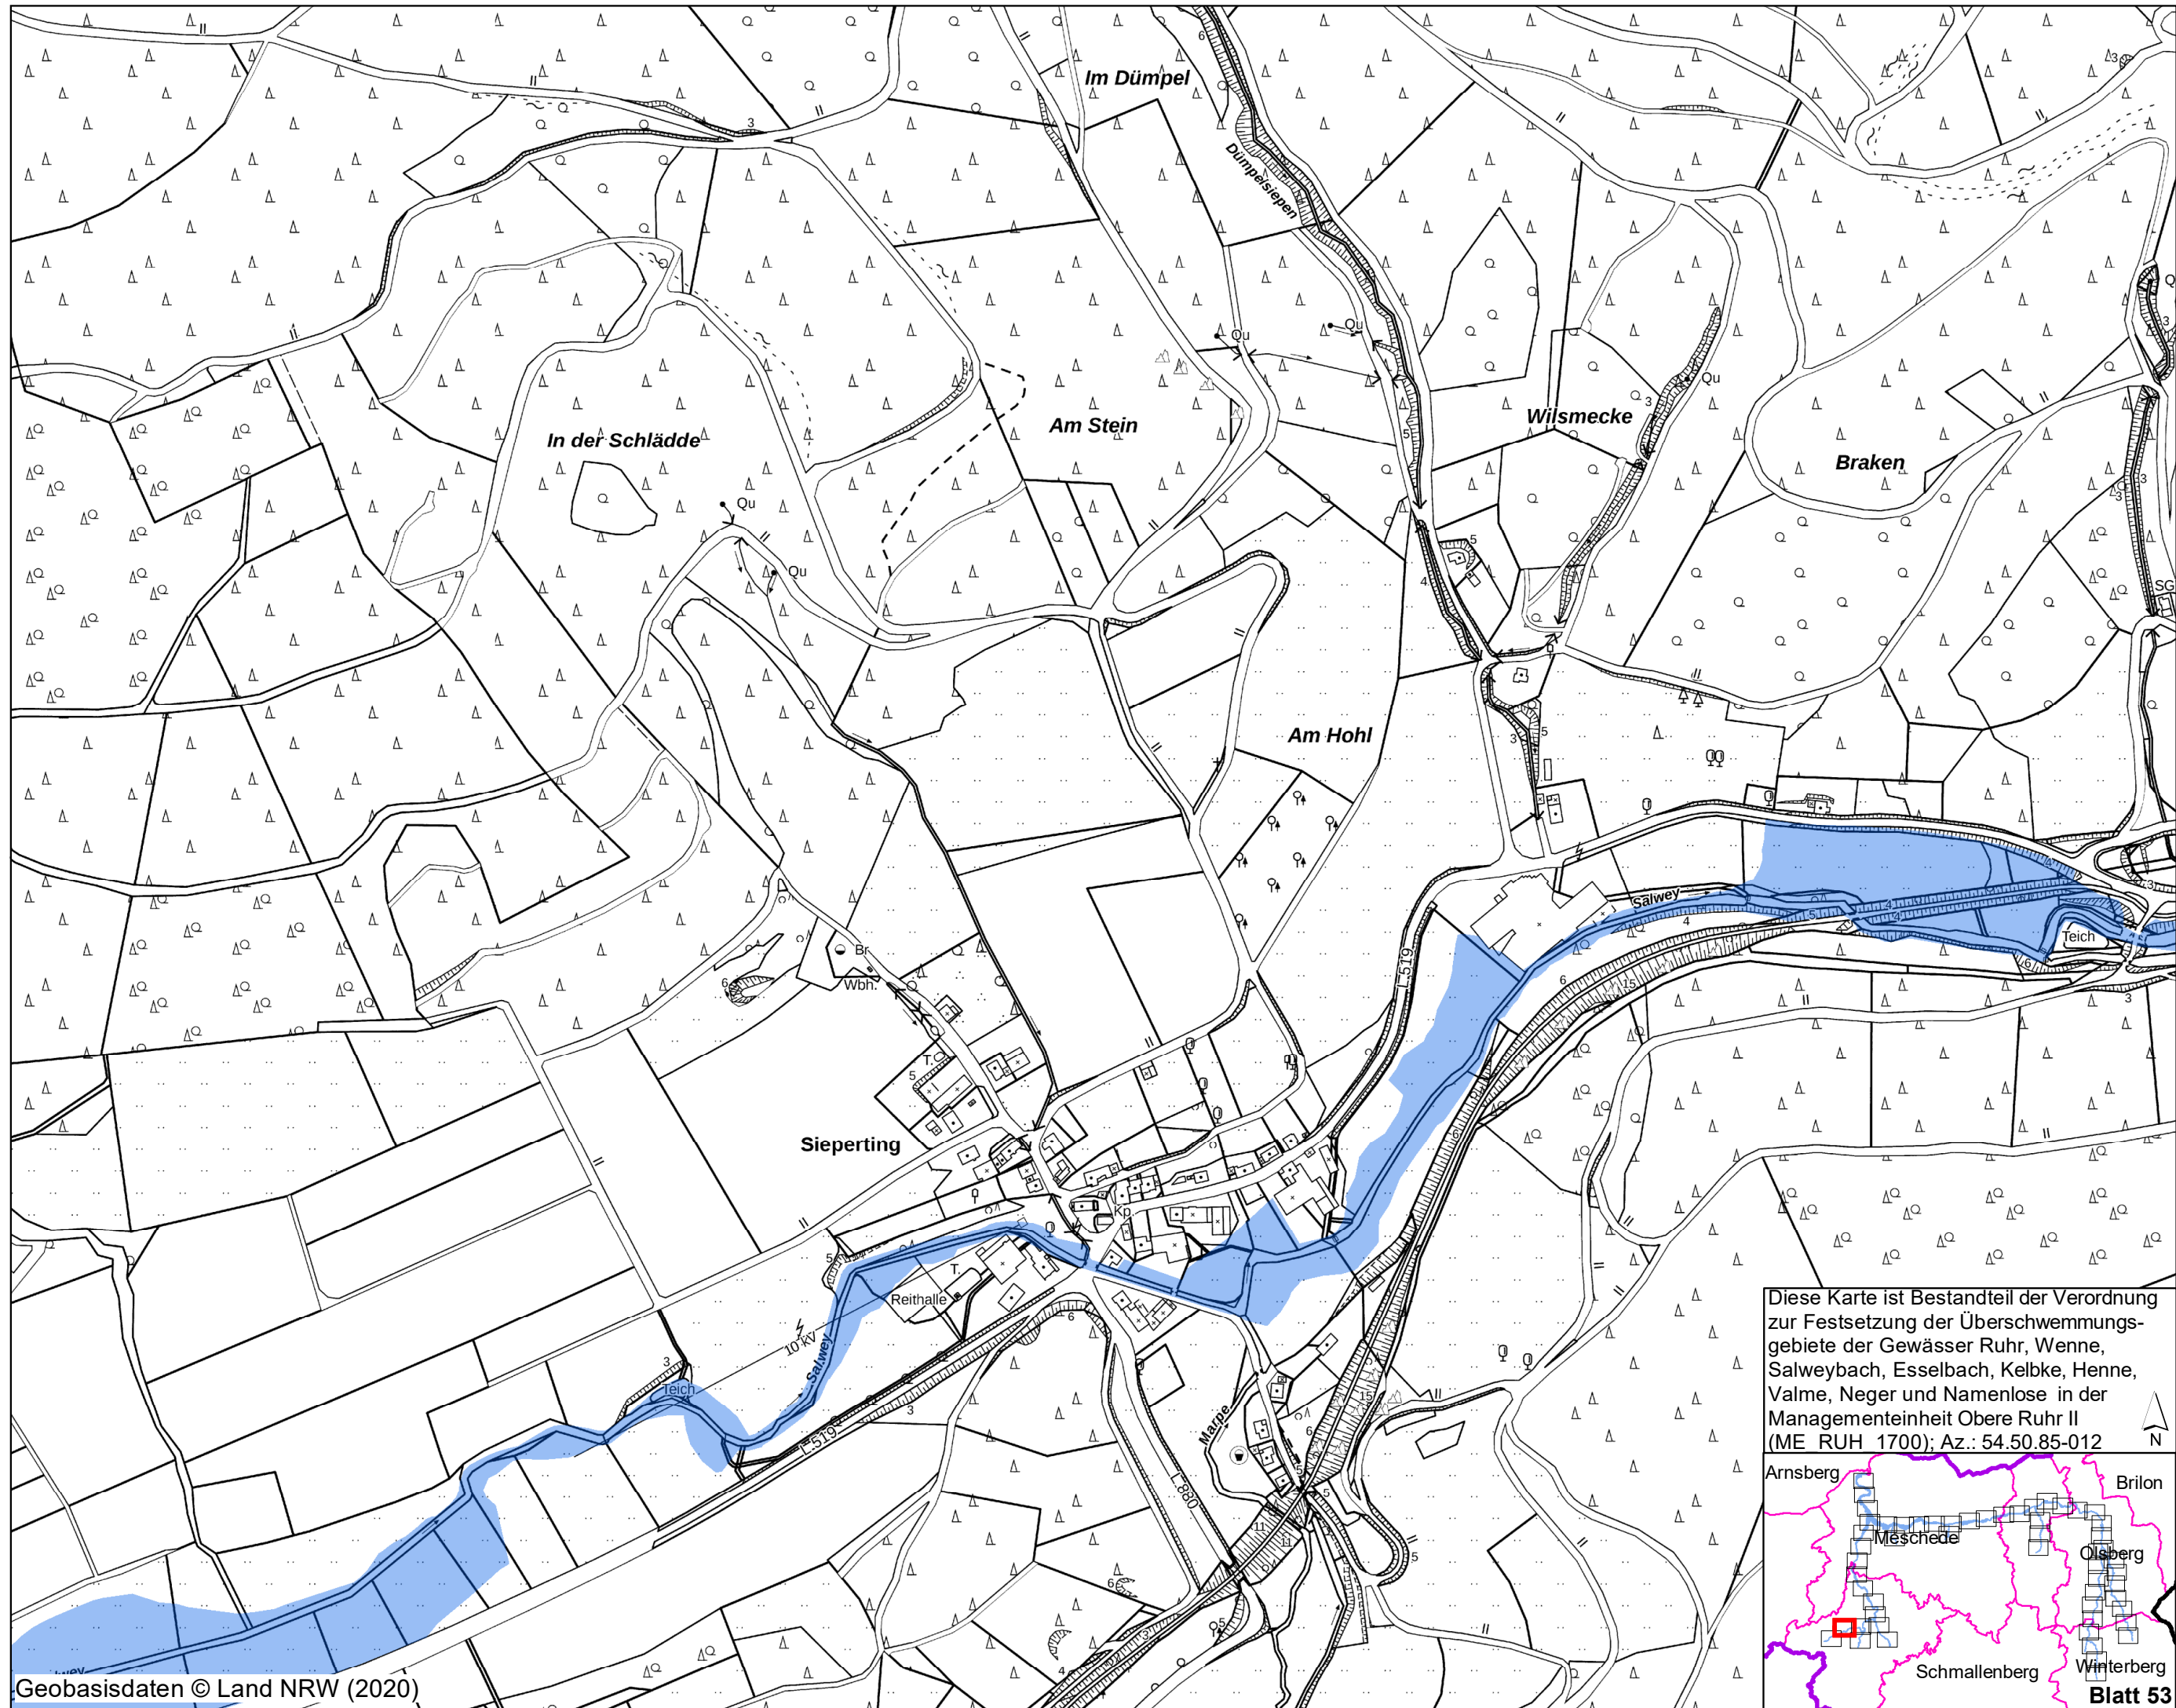 Im Dümpel
Dümpelsiepen
Qu
Qu
Qu
Wilsmecke
Am Stein
In der Schlädde
Braken
Qu
Qu
SG
Am Hohl
Salwey
Teich
L 519
Br.
Wbh.
T.
Sieperting
Kp.
T.
Reithalle
10 kV
Salwey
Teich
L 519
Marpe
L 880
Diese Karte ist Bestandteil der Verordnung
zur Festsetzung der Überschwemmungs-
gebiete der Gewässer Ruhr, Wenne,
Salweybach, Esselbach, Kelbke, Henne,
Valme, Neger und Namenlose in der
Managementeinheit Obere Ruhr II
(ME_RUH_1700); Az.: 54.50.85-012
N
Arnsberg
Brilon
Meschede
Olsberg
Schmallenberg
Winterberg
Blatt 53
Geobasisdaten © Land NRW (2020)